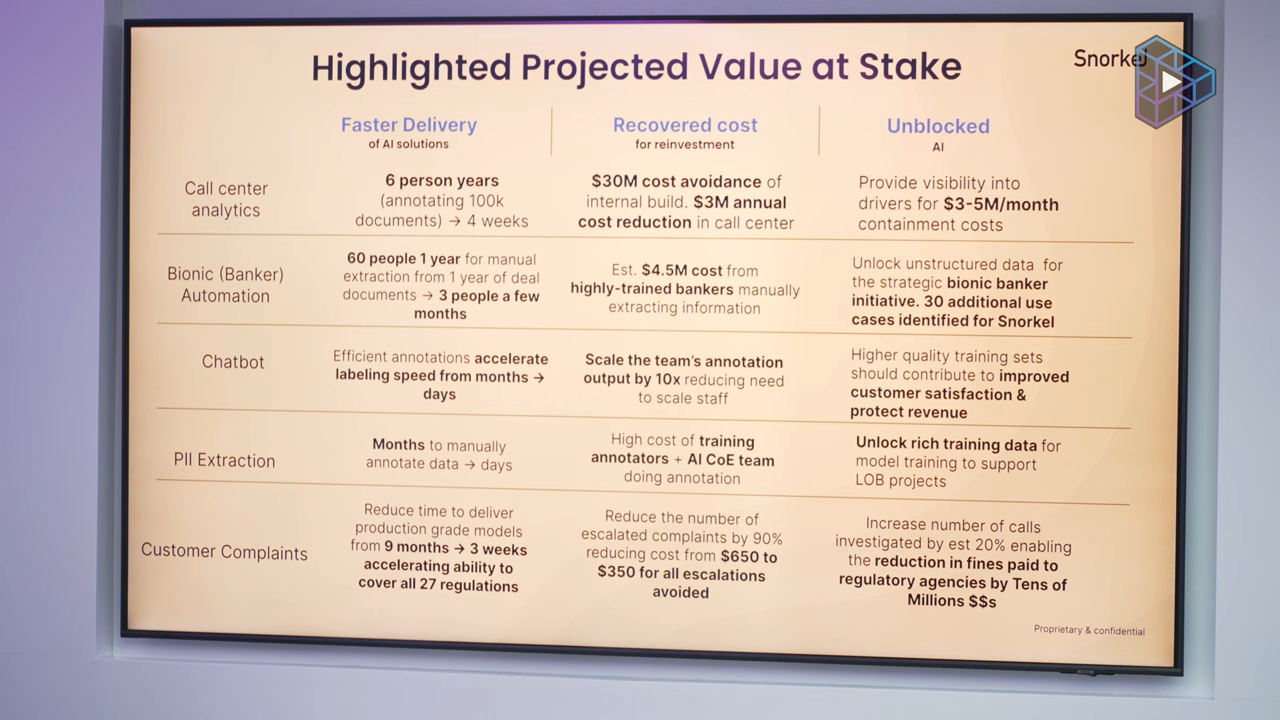 Highlighted Projected Value at Stake
Snorkel
Faster Delivery
of AI solutions
Recovered cost
for reinvestment
Unblocked
AI
Call center
analytics
6 person years
(annotating 100k
documents) → 4 weeks
$30M cost avoidance of
internal build. $3M annual
cost reduction in call center
Provide visibility into
drivers for $3-5M/month
containment costs
Bionic (Banker)
Automation
60 people 1 year for manual
extraction from 1 year of deal
documents → 3 people a few
months
Est. $4.5M cost from
highly-trained bankers manually
extracting information
Unlock unstructured data for
the strategic bionic banker
initiative. 30 additional use
cases identified for Snorkel
Chatbot
Efficient annotations accelerate
labeling speed from months →
days
Scale the team's annotation
output by 10x reducing need
to scale staff
Higher quality training sets
should contribute to improved
customer satisfaction &
protect revenue
PII Extraction
Months to manually
annotate data → days
High cost of training
annotators + AI CoE team
doing annotation
Unlock rich training data for
model training to support
LOB projects
Customer Complaints
Reduce time to deliver
production grade models
from 9 months → 3 weeks
accelerating ability to
cover all 27 regulations
Reduce the number of
escalated complaints by 90%
reducing cost from $650 to
$350 for all escalations
avoided
Increase number of calls
investigated by est 20% enabling
the reduction in fines paid to
regulatory agencies by Tens of
Millions $$s
Proprietary & confidential